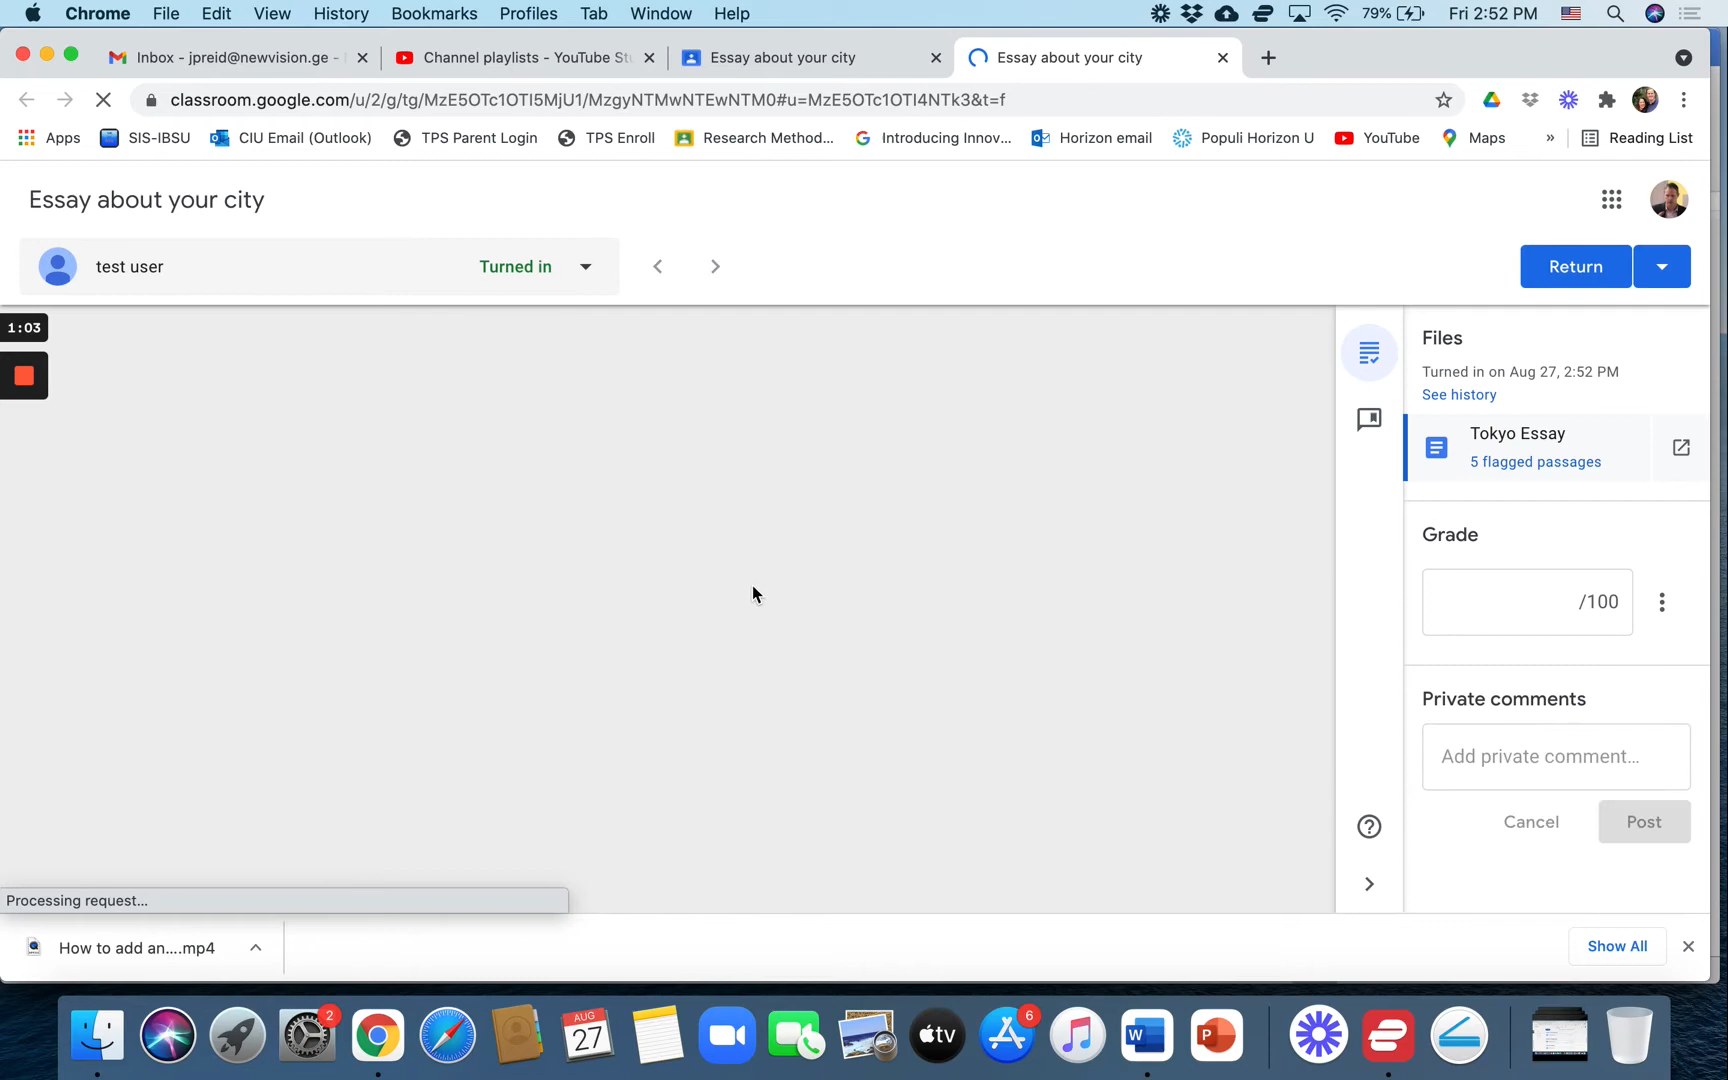 Chrome File Edit View History Bookmarks Profiles Tab Window Help 79% Fri 2:52 PM
Inbox - jpreid@newvision.ge - Channel playlists - YouTube Stu Essay about your city Essay about your city
classroom.google.com/u/2/g/tg/MzE5OTc1OTI5MjU1/MzgyNTMwNTEwNTM0#u=MzE5OTc1OTI4NTk3&t=f
Apps SIS-IBSU CIU Email (Outlook) TPS Parent Login TPS Enroll Research Method... Introducing Innov... Horizon email Populi Horizon U YouTube Maps » Reading List
Essay about your city
test user Turned in Return
1:03
Files
Turned in on Aug 27, 2:52 PM
See history
Tokyo Essay
5 flagged passages
Grade
/100
Private comments
Add private comment...
Cancel Post
Processing request...
How to add an....mp4 Show All
2 AUG 27 tv 6 W P